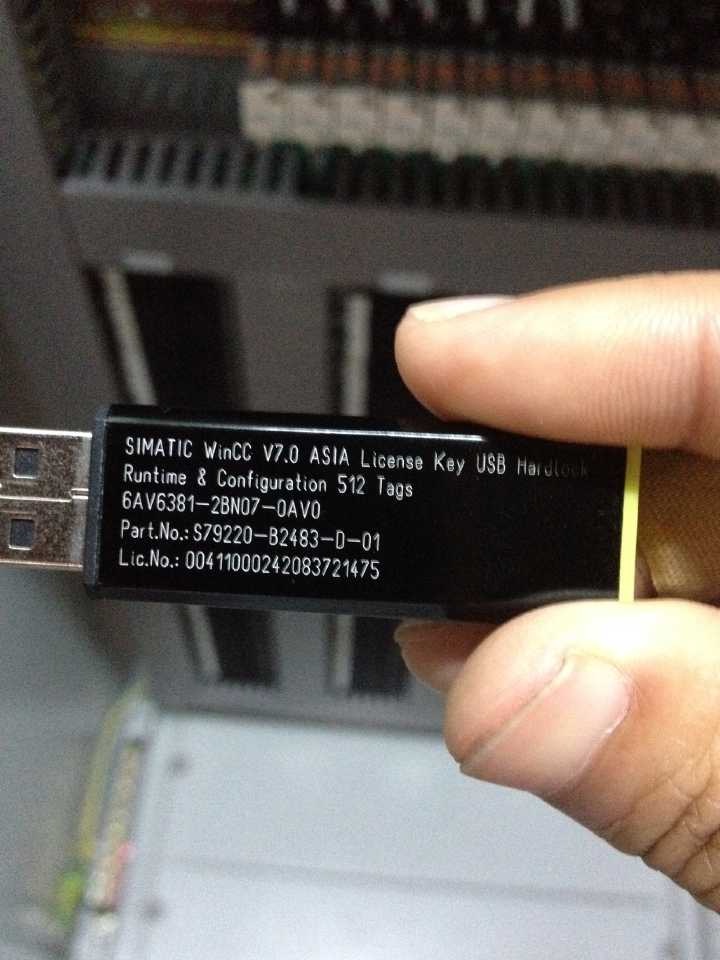 SIMATIC WinCC V7.0 ASIA License Key USB Hardlock
Runtime & Configuration 512 Tags
6AV6381-2BN07-0AV0
Part.No.: S79220-B2483-D-01
Lic.No.: 00411000242083721475